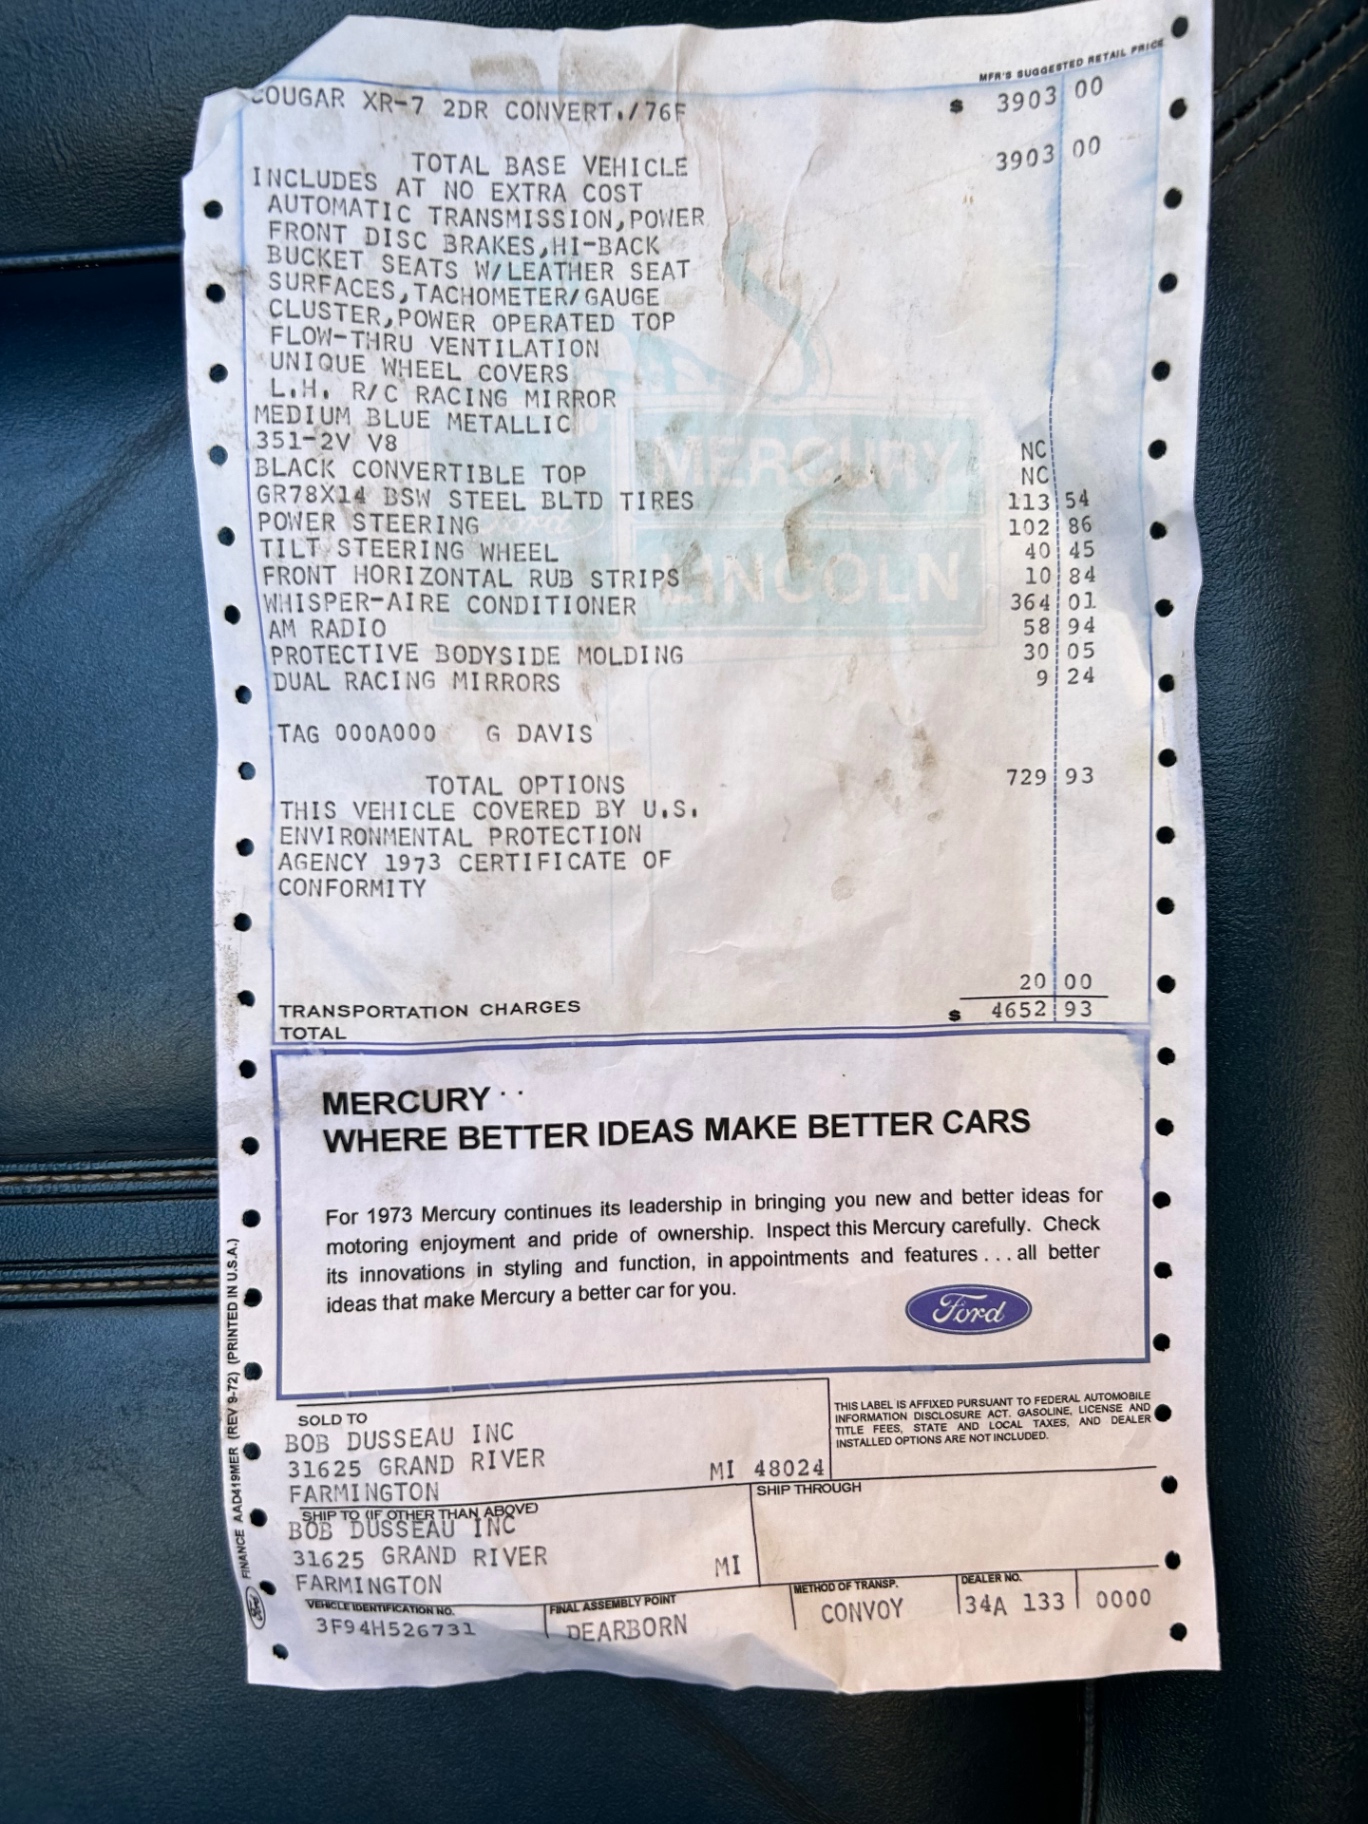 MFR'S SUGGESTED RETAIL PRICE
COUGAR XR-7 2DR CONVERT./76F $ 3903 00
TOTAL BASE VEHICLE 3903 00
INCLUDES AT NO EXTRA COST
AUTOMATIC TRANSMISSION,POWER
FRONT DISC BRAKES,HI-BACK
BUCKET SEATS W/LEATHER SEAT
SURFACES,TACHOMETER/GAUGE
CLUSTER,POWER OPERATED TOP
FLOW-THRU VENTILATION
UNIQUE WHEEL COVERS
L.H. R/C RACING MIRROR
MEDIUM BLUE METALLIC
351-2V V8 NC
BLACK CONVERTIBLE TOP NC
GR78X14 BSW STEEL BLTD TIRES 113 54
POWER STEERING 102 86
TILT STEERING WHEEL 40 45
FRONT HORIZONTAL RUB STRIPS 10 84
WHISPER-AIRE CONDITIONER 364 01
AM RADIO 58 94
PROTECTIVE BODYSIDE MOLDING 30 05
DUAL RACING MIRRORS 9 24
MERCURY
Ford LINCOLN
TAG 000A000 G DAVIS
TOTAL OPTIONS 729 93
THIS VEHICLE COVERED BY U.S.
ENVIRONMENTAL PROTECTION
AGENCY 1973 CERTIFICATE OF
CONFORMITY
TRANSPORTATION CHARGES 20 00
TOTAL $ 4652 93
MERCURY
WHERE BETTER IDEAS MAKE BETTER CARS
For 1973 Mercury continues its leadership in bringing you new and better ideas for
motoring enjoyment and pride of ownership. Inspect this Mercury carefully. Check
its innovations in styling and function, in appointments and features . . . all better
ideas that make Mercury a better car for you.
Ford
FINANCE AAD419MER (REV 9-72) (PRINTED IN U.S.A.)
Ford
THIS LABEL IS AFFIXED PURSUANT TO FEDERAL AUTOMOBILE
INFORMATION DISCLOSURE ACT. GASOLINE, LICENSE AND
TITLE FEES, STATE AND LOCAL TAXES, AND DEALER
INSTALLED OPTIONS ARE NOT INCLUDED.
SOLD TO
BOB DUSSEAU INC
31625 GRAND RIVER
FARMINGTON MI 48024
SHIP TO (IF OTHER THAN ABOVE)
BOB DUSSEAU INC
31625 GRAND RIVER
FARMINGTON MI
SHIP THROUGH
VEHICLE IDENTIFICATION NO.
3F94H526731
FINAL ASSEMBLY POINT
DEARBORN
METHOD OF TRANSP.
CONVOY
DEALER NO.
34A 133 0000